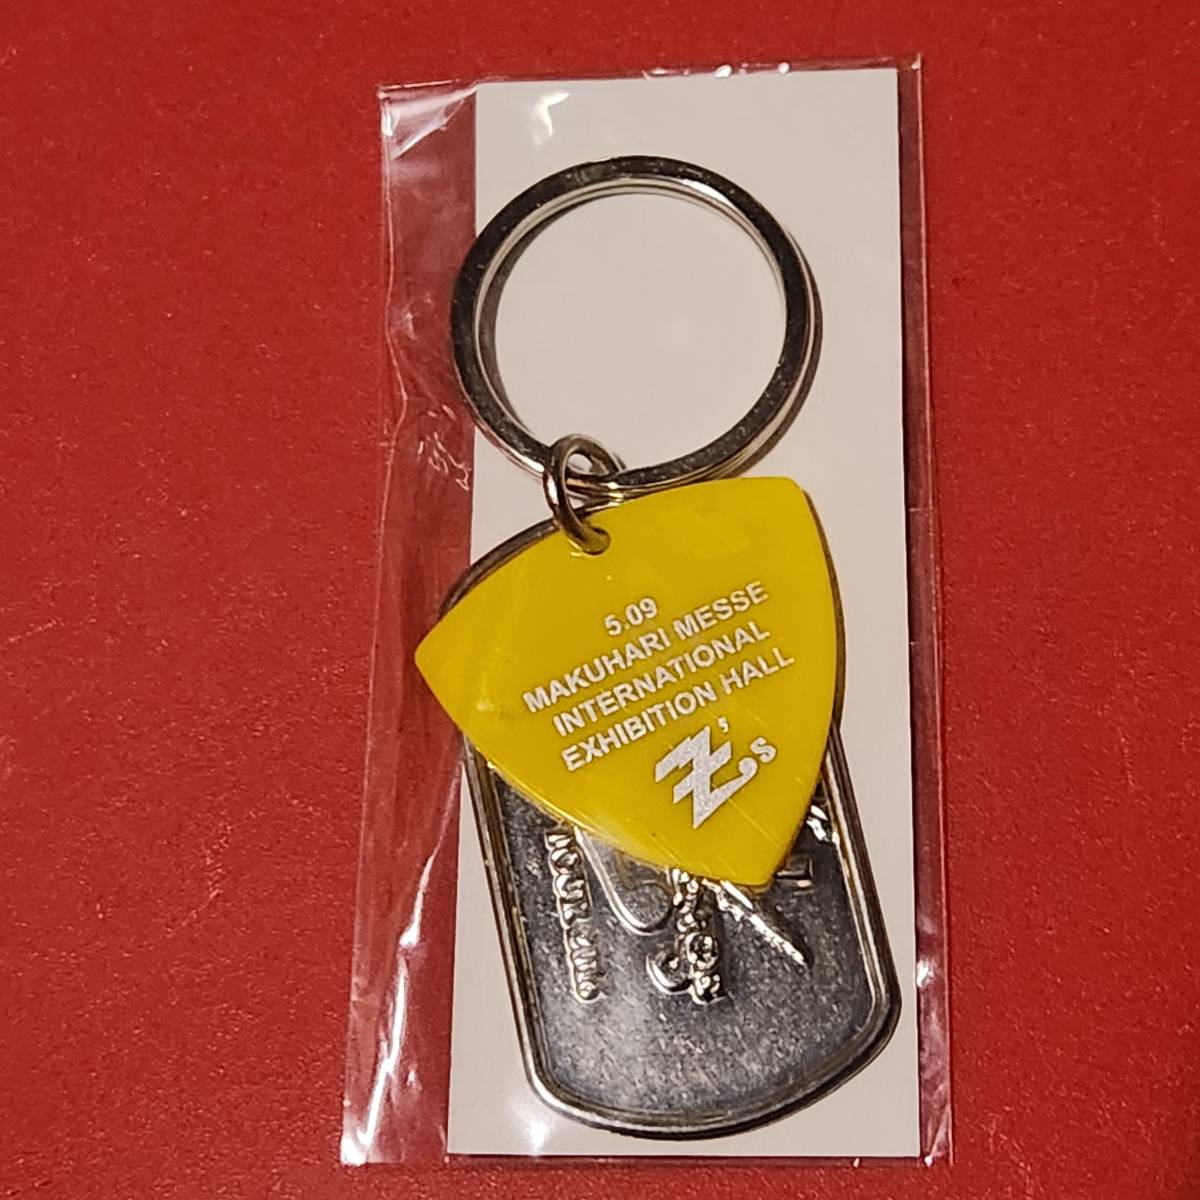 5.09
MAKUHARI MESSE
INTERNATIONAL
EXHIBITION HALL
Z's